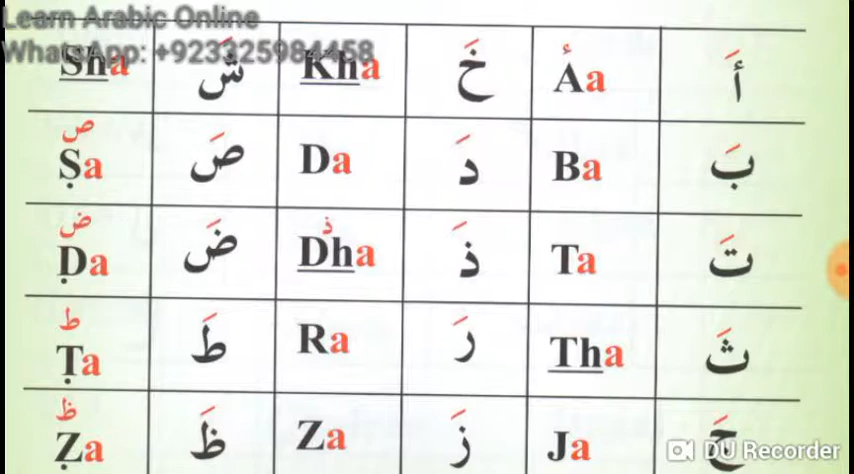 Learn Arabic Online
WhatsApp: +923325984458
Sha شَ Kha خَ Aa أَ
ص
Ṣa صَ Da دَ Ba بَ
ض ذ
Ḍa ضَ Dha ذَ Ta تَ
ط
Ṭa طَ Ra رَ Tha ثَ
ظ
Ẓa ظَ Za زَ Ja جَ
DU Recorder